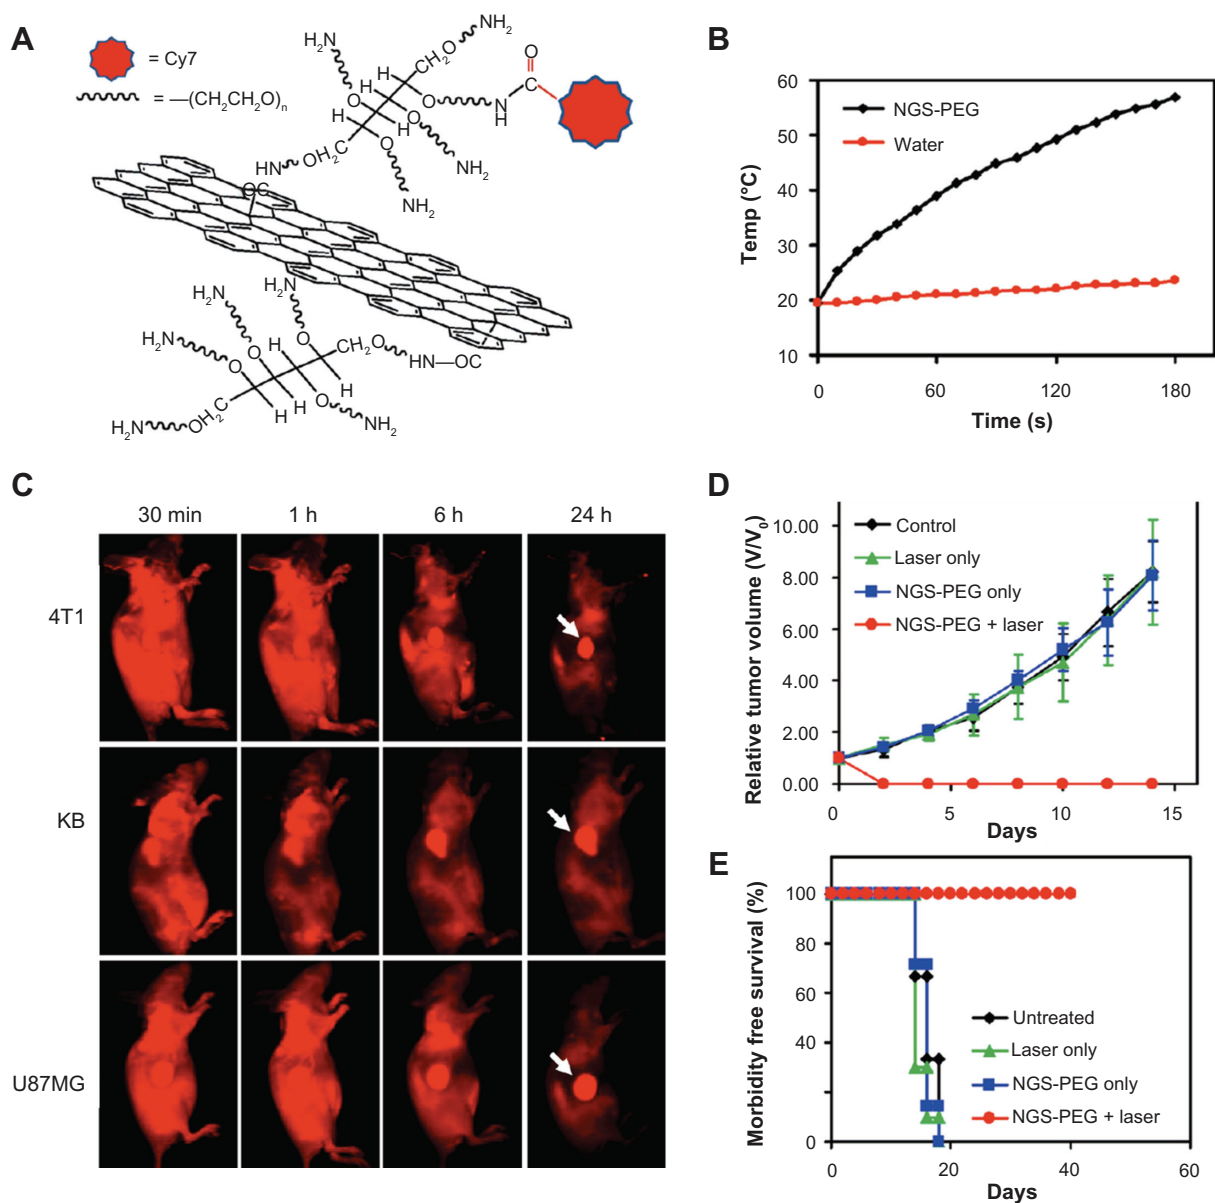 A
= Cy7
= —(CH₂CH₂O)ₙ
H₂N
NH₂
CH₂O
O
C
H
H
O
O
N
H
O
H
H
O
OH₂C
HN
NH₂
NH₂
OC
H₂N
H₂N
H₂N
O
O
H
CH₂O
HN—OC
H
H
H
O
OH₂C
H₂N
NH₂
B
Temp (°C)
60
50
40
30
20
10
NGS-PEG
Water
0
60
120
180
Time (s)
C
30 min
1 h
6 h
24 h
4T1
KB
U87MG
D
Relative tumor volume (V/V₀)
10.00
8.00
6.00
4.00
2.00
0.00
Control
Laser only
NGS-PEG only
NGS-PEG + laser
0
5
10
15
Days
E
Morbidity free survival (%)
100
80
60
40
20
0
Untreated
Laser only
NGS-PEG only
NGS-PEG + laser
0
20
40
60
Days